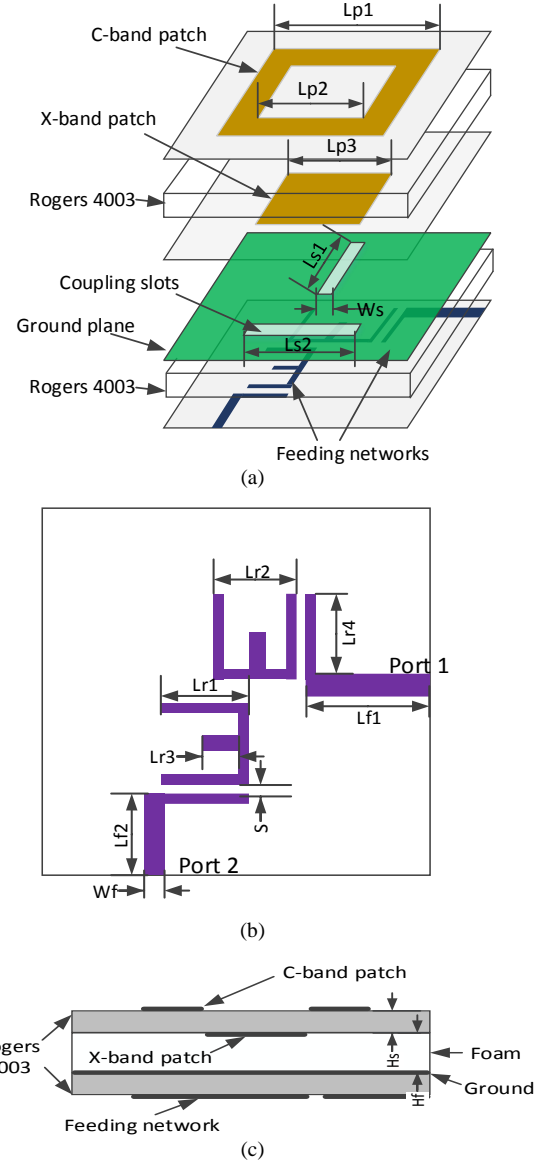 Lp1
C-band patch
Lp2
X-band patch
Lp3
Rogers 4003
Ls1
Coupling slots
Ws
Ground plane
Ls2
Rogers 4003
Feeding networks
(a)
Lr2
Lr4
Port 1
Lr1
Lf1
Lr3
S
Lf2
Port 2
Wf
(b)
C-band patch
ogers
003
X-band patch
Hs
Foam
Hf
Ground
Feeding network
(c)